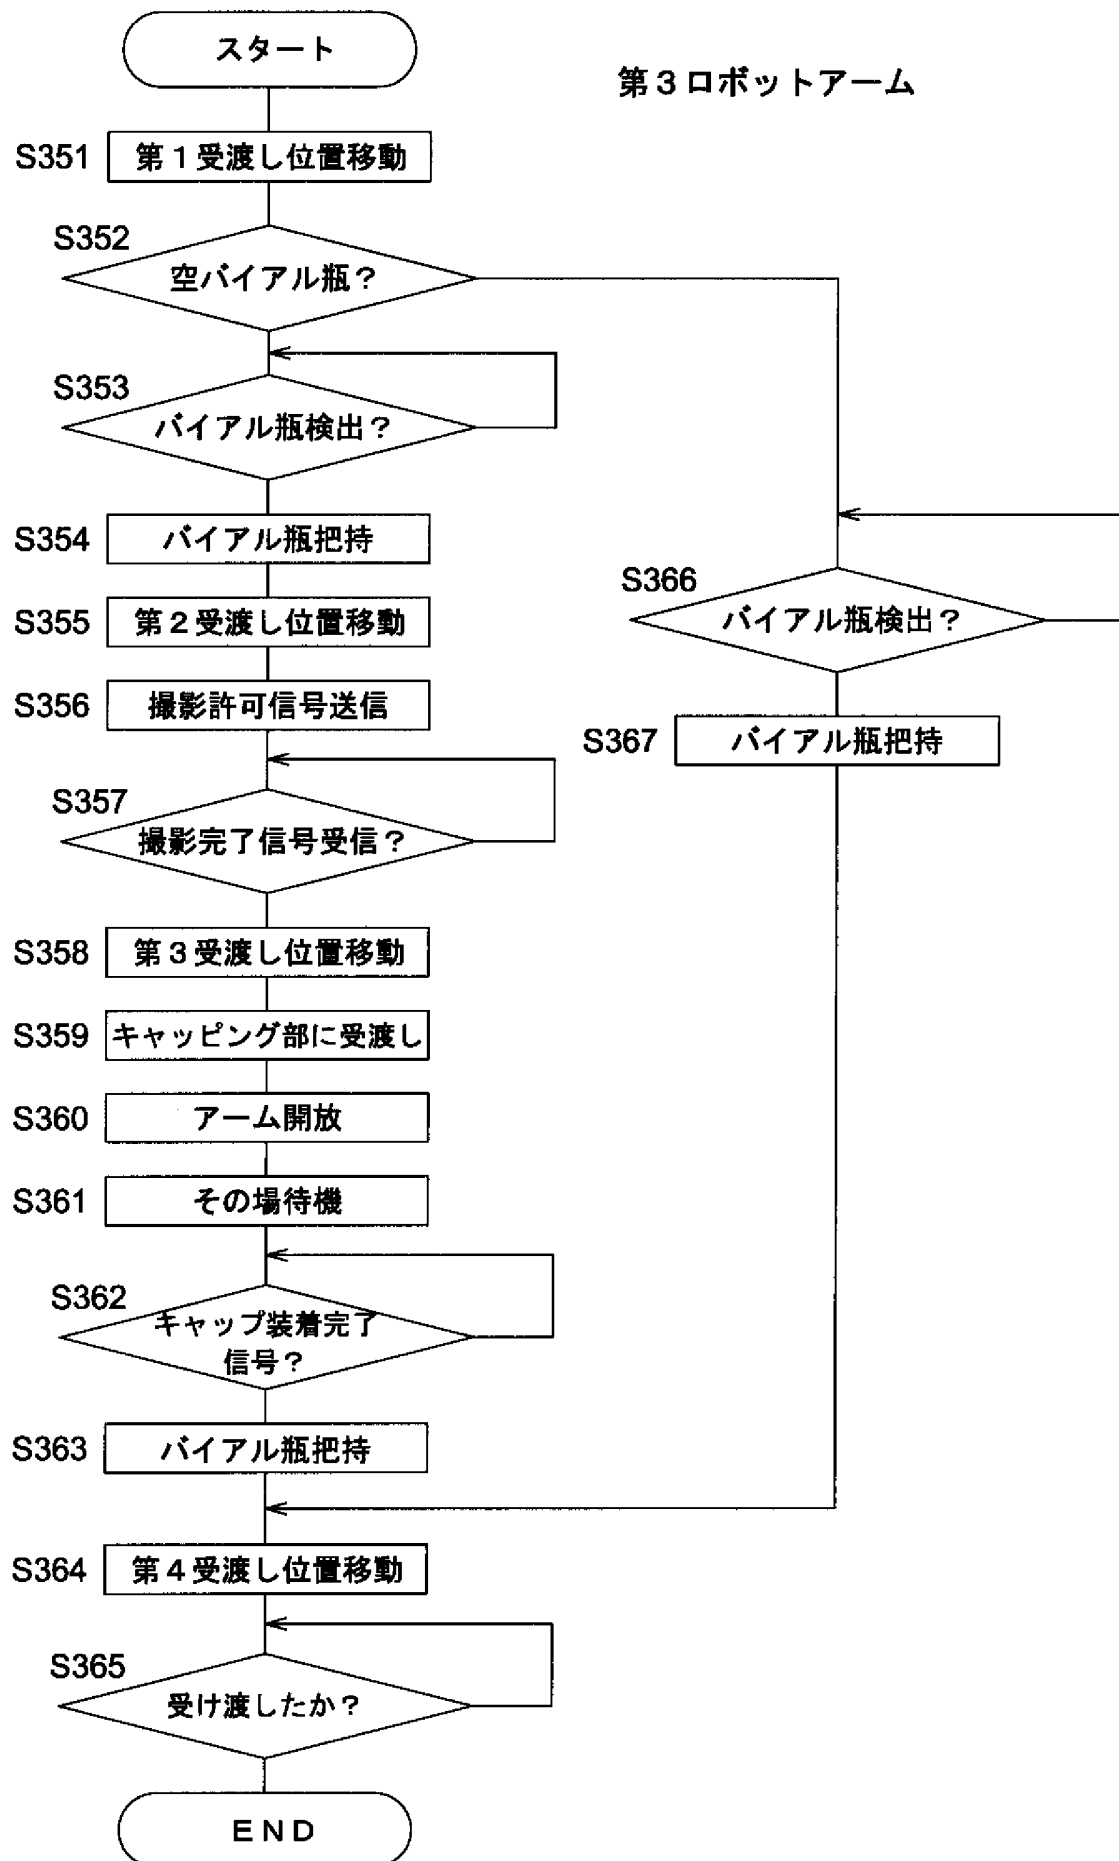 スタート
第3ロボットアーム
S351
第1受渡し位置移動
S352
空バイアル瓶?
S353
バイアル瓶検出?
S354
バイアル瓶把持
S355
第2受渡し位置移動
S356
撮影許可信号送信
S357
撮影完了信号受信?
S358
第3受渡し位置移動
S359
キャッピング部に受渡し
S360
アーム開放
S361
その場待機
S362
キャップ装着完了
信号?
S363
バイアル瓶把持
S364
第4受渡し位置移動
S365
受け渡したか?
END
S366
バイアル瓶検出?
S367
バイアル瓶把持